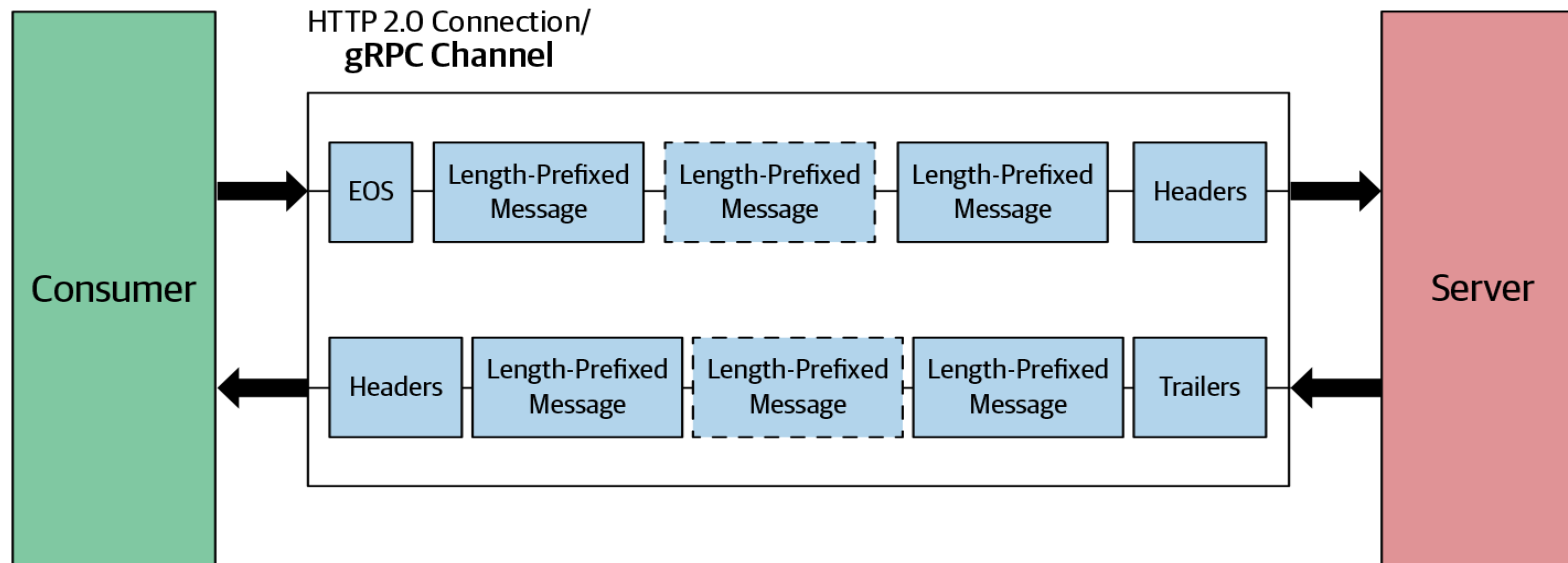 HTTP 2.0 Connection/
gRPC Channel
Consumer
EOS
Length-Prefixed
Message
Length-Prefixed
Message
Length-Prefixed
Message
Headers
Headers
Length-Prefixed
Message
Length-Prefixed
Message
Length-Prefixed
Message
Trailers
Server